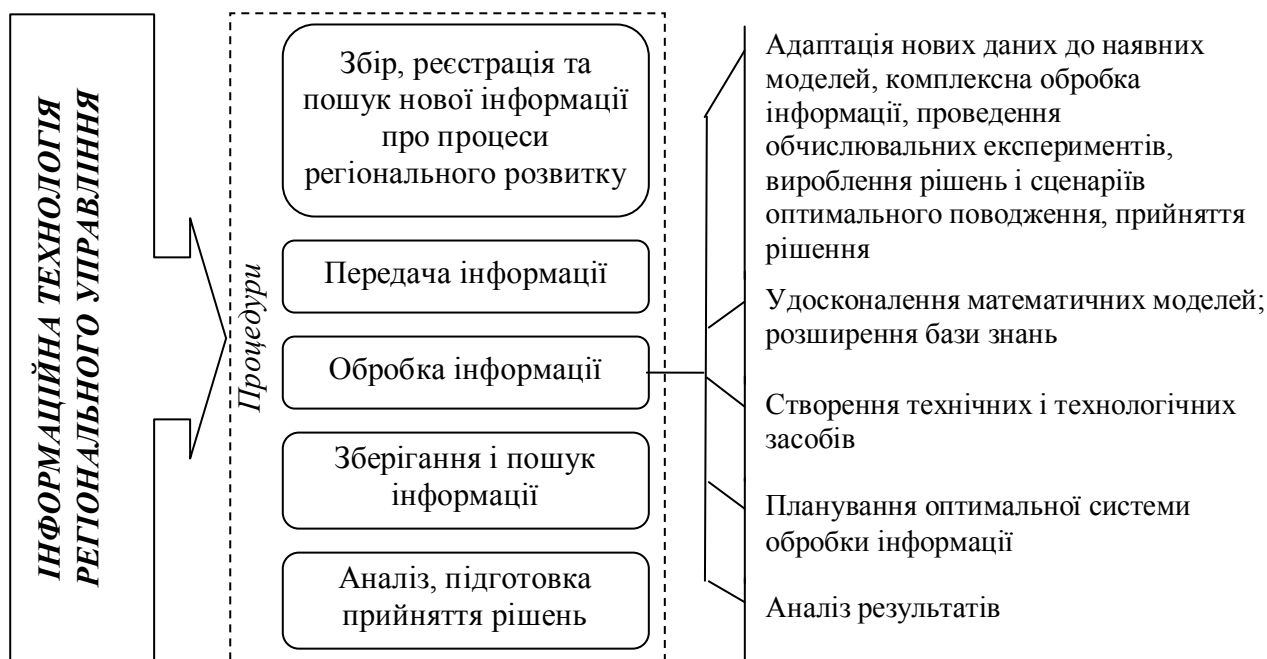 ІНФОРМАЦІЙНА ТЕХНОЛОГІЯ
РЕГІОНАЛЬНОГО УПРАВЛІННЯ
Процедури
Збір, реєстрація та
пошук нової інформації
про процеси
регіонального розвитку
Передача інформації
Обробка інформації
Зберігання і пошук
інформації
Аналіз, підготовка
прийняття рішень
Адаптація нових даних до наявних
моделей, комплексна обробка
інформації, проведення
обчислювальних експериментів,
вироблення рішень і сценаріїв
оптимального поводження, прийняття
рішення
Удосконалення математичних моделей;
розширення бази знань
Створення технічних і технологічних
засобів
Планування оптимальної системи
обробки інформації
Аналіз результатів